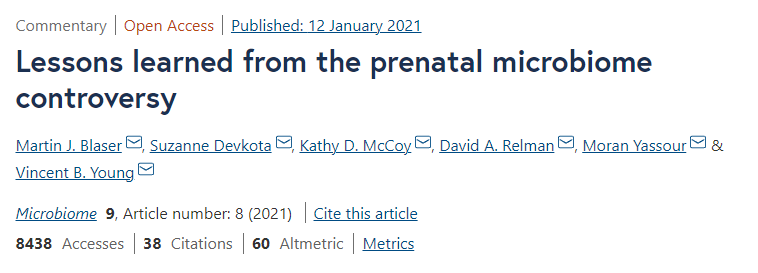 Commentary | Open Access | Published: 12 January 2021
Lessons learned from the prenatal microbiome
controversy
Martin J. Blaser, Suzanne Devkota, Kathy D. McCoy, David A. Relman, Moran Yassour &
Vincent B. Young
Microbiome 9, Article number: 8 (2021) | Cite this article
8438 Accesses | 38 Citations | 60 Altmetric | Metrics